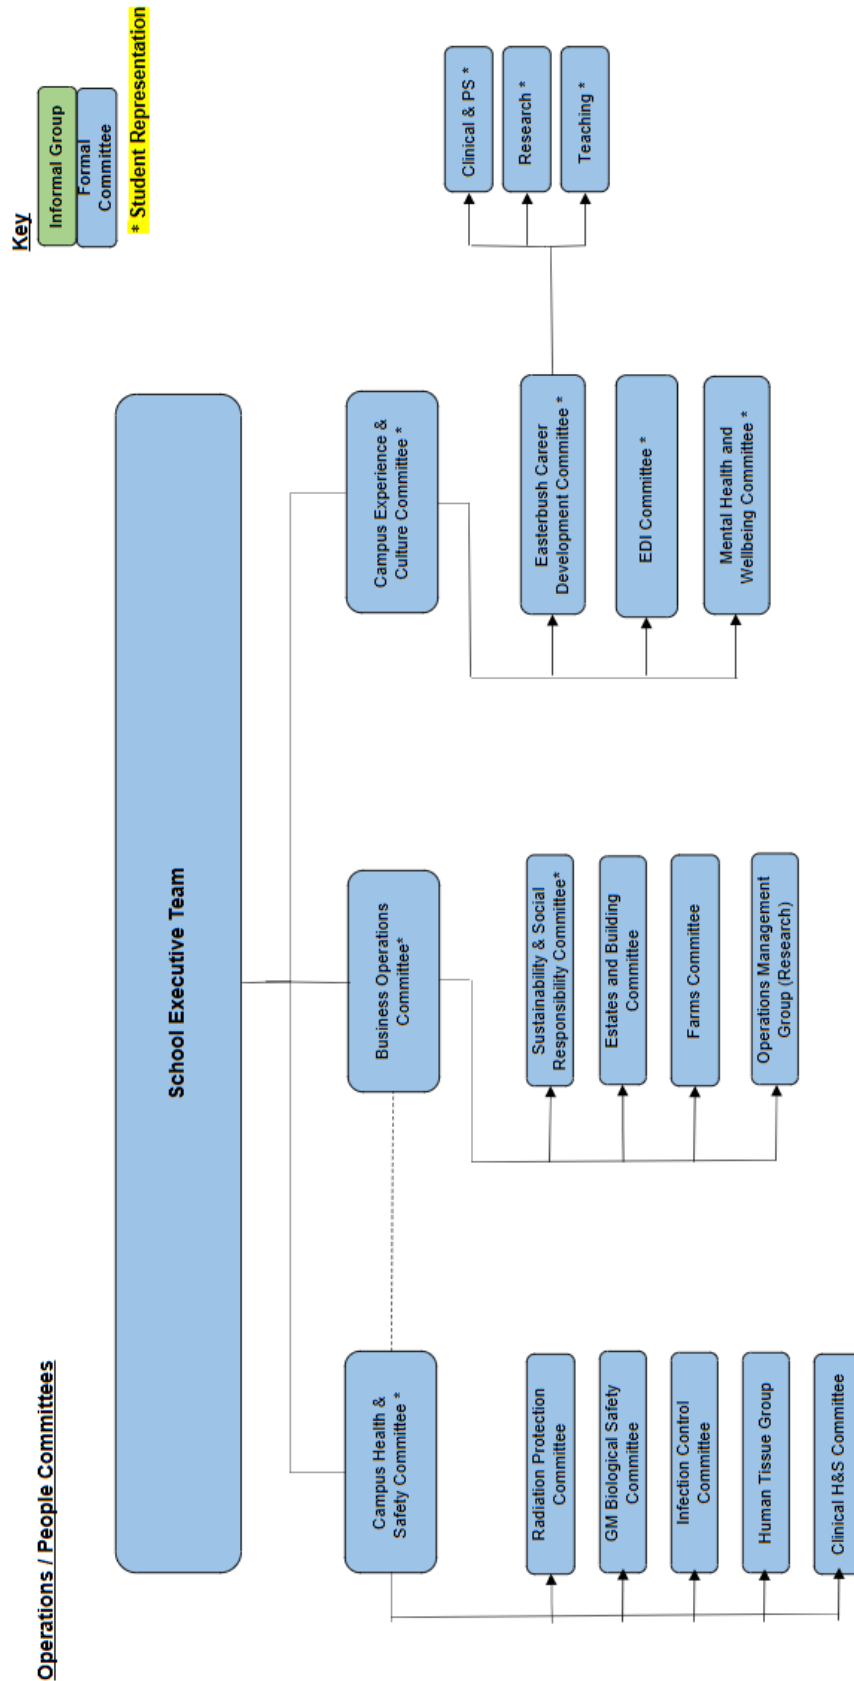 Operations / People Committees
Key
Informal Group
Formal
Committee
* Student Representation
School Executive Team
Campus Health &
Safety Committee *
Business Operations
Committee*
Campus Experience &
Culture Committee *
Radiation Protection
Committee
GM Biological Safety
Committee
Infection Control
Committee
Human Tissue Group
Clinical H&S Committee
Sustainability & Social
Responsibility Committee*
Estates and Building
Committee
Farms Committee
Operations Management
Group (Research)
Easterbush Career
Development Committee *
EDI Committee *
Mental Health and
Wellbeing Committee *
Clinical & PS *
Research *
Teaching *